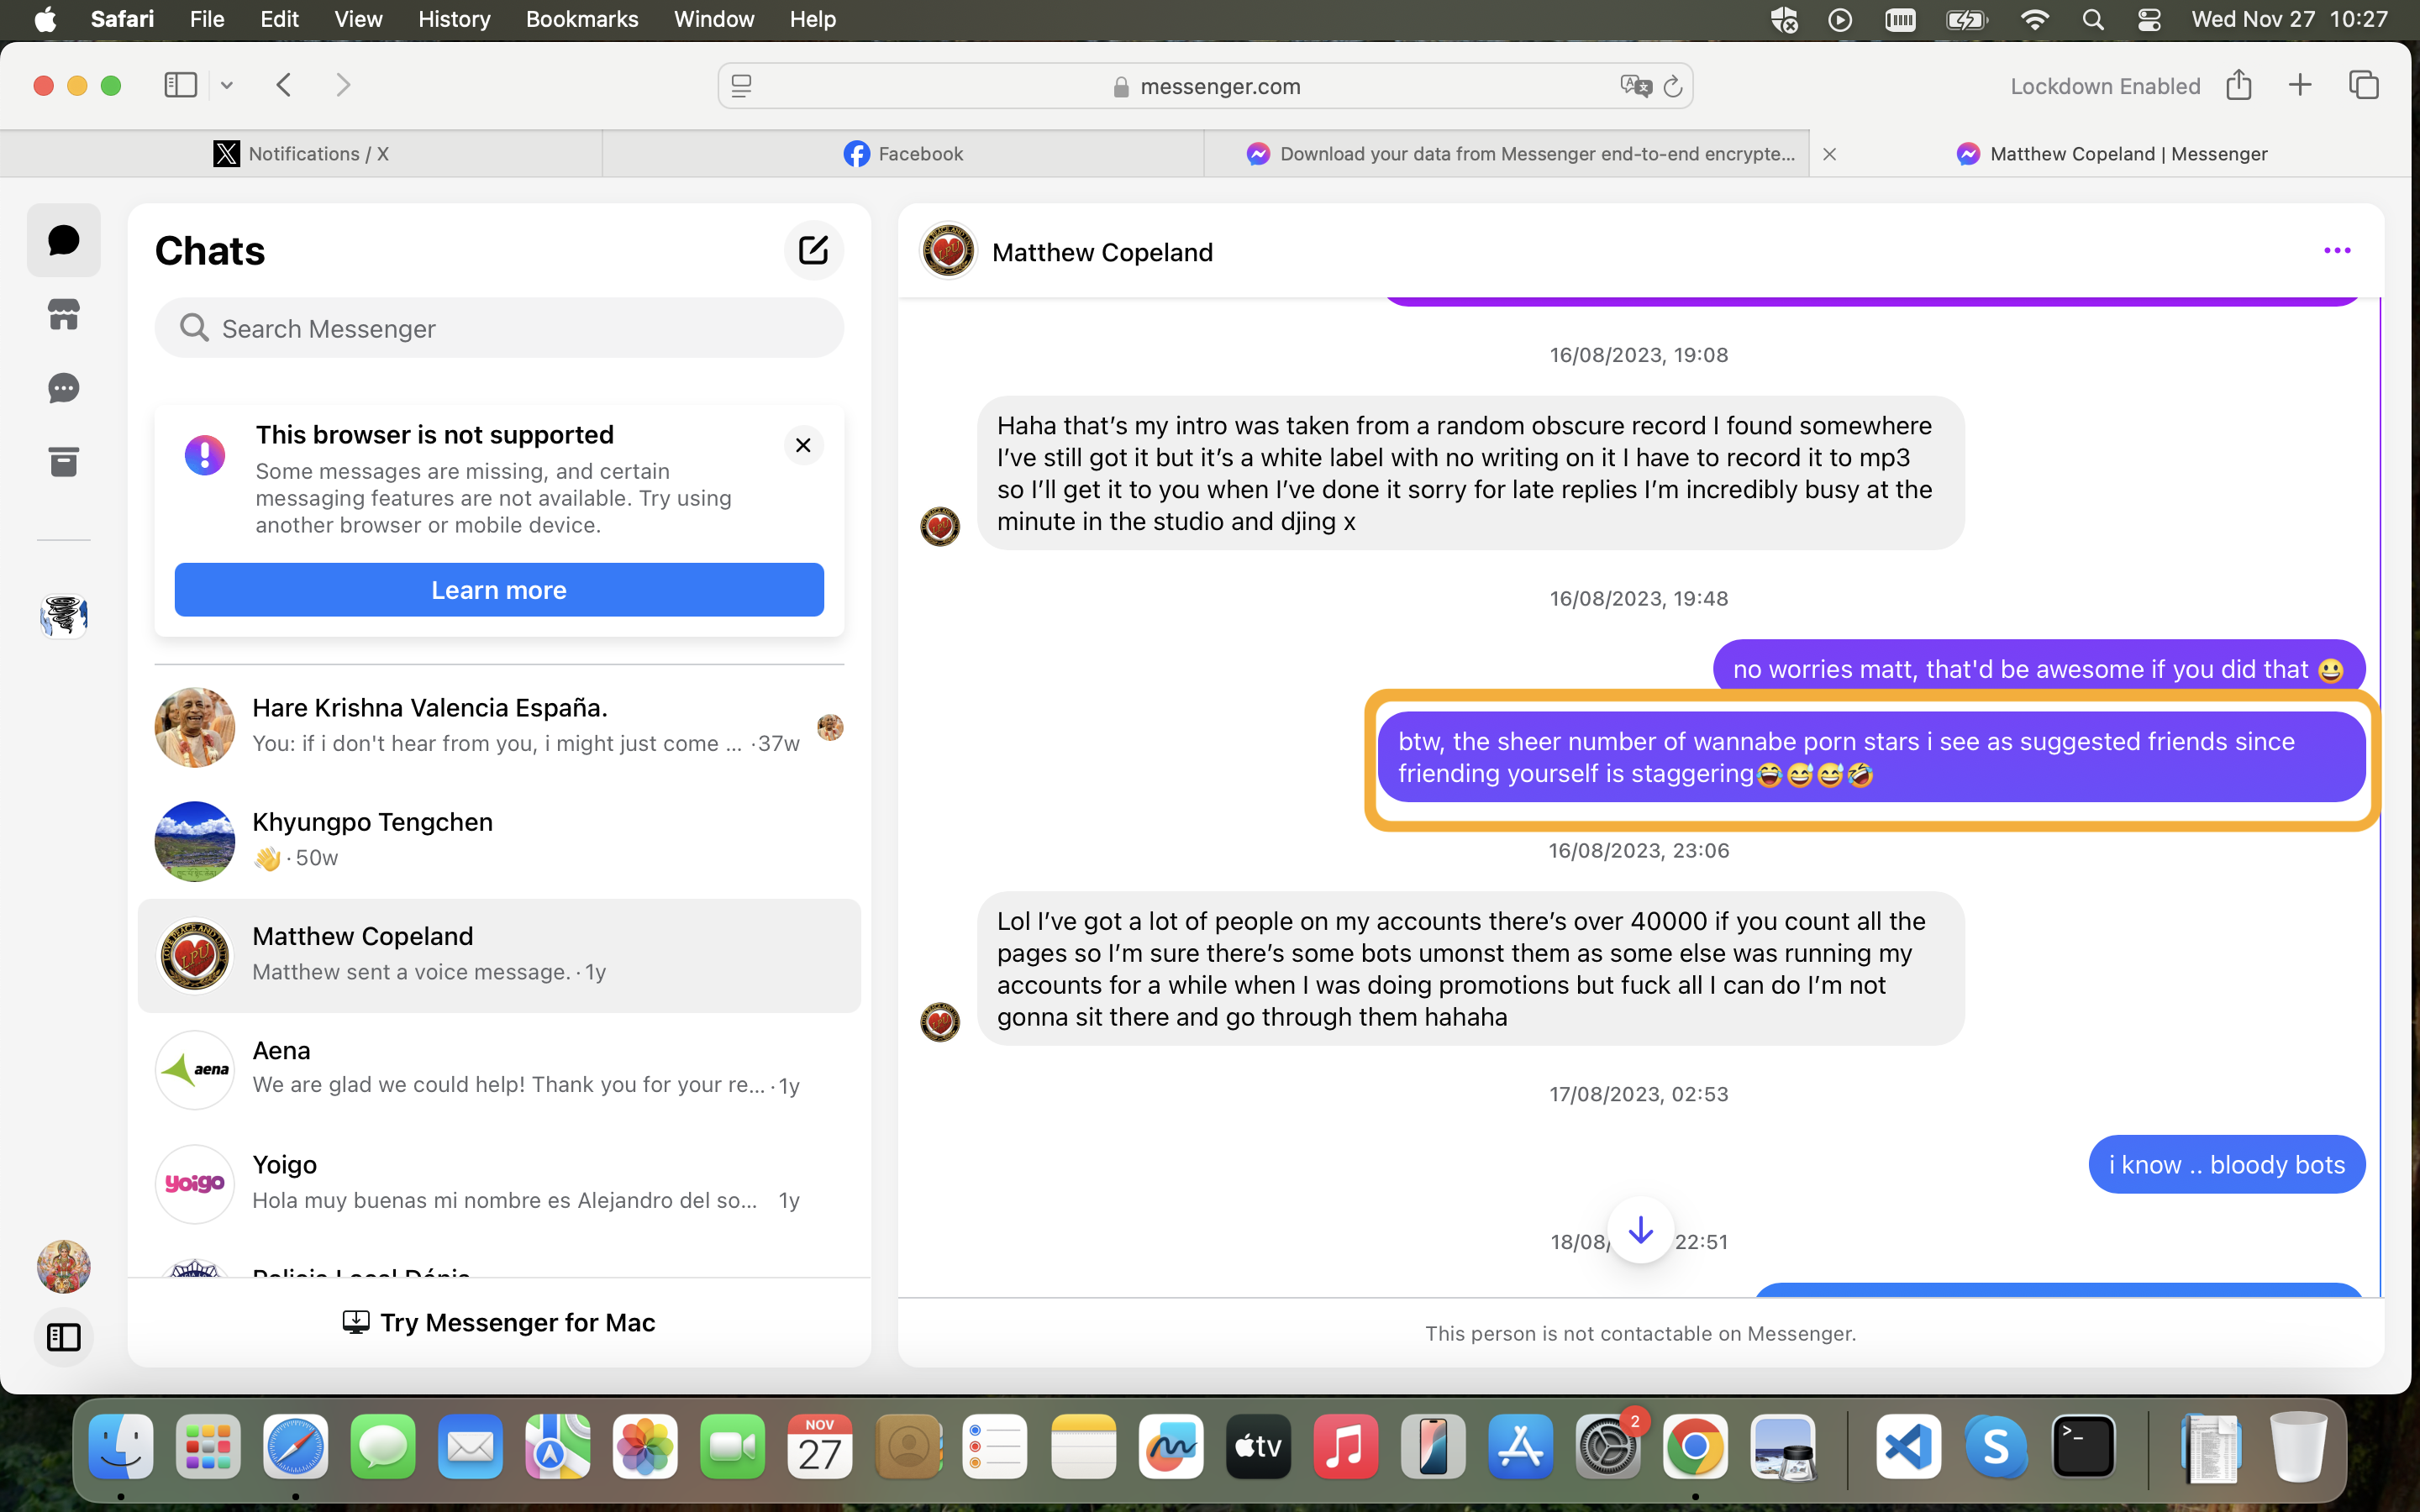 Safari File Edit View History Bookmarks Window Help Wed Nov 27 10:27
messenger.com Lockdown Enabled
Notifications / X Facebook Download your data from Messenger end-to-end encrypte... Matthew Copeland | Messenger
Chats
Search Messenger
This browser is not supported
Some messages are missing, and certain
messaging features are not available. Try using
another browser or mobile device.
Learn more
Hare Krishna Valencia España.
You: if i don't hear from you, i might just come ... · 37w
Khyungpo Tengchen
👋 · 50w
Matthew Copeland
Matthew sent a voice message. · 1y
Aena
aena
We are glad we could help! Thank you for your re... · 1y
Yoigo
yoigo
Hola muy buenas mi nombre es Alejandro del so... 1y
Policia Local Dénia
Try Messenger for Mac
Matthew Copeland
16/08/2023, 19:08
Haha that's my intro was taken from a random obscure record I found somewhere
I've still got it but it's a white label with no writing on it I have to record it to mp3
so I'll get it to you when I've done it sorry for late replies I'm incredibly busy at the
minute in the studio and djing x
16/08/2023, 19:48
no worries matt, that'd be awesome if you did that 😃
btw, the sheer number of wannabe porn stars i see as suggested friends since
friending yourself is staggering😂😅😅🤣
16/08/2023, 23:06
Lol I've got a lot of people on my accounts there's over 40000 if you count all the
pages so I'm sure there's some bots umonst them as some else was running my
accounts for a while when I was doing promotions but fuck all I can do I'm not
gonna sit there and go through them hahaha
17/08/2023, 02:53
i know .. bloody bots
18/08/ 22:51
This person is not contactable on Messenger.
NOV
27
tv
2
S